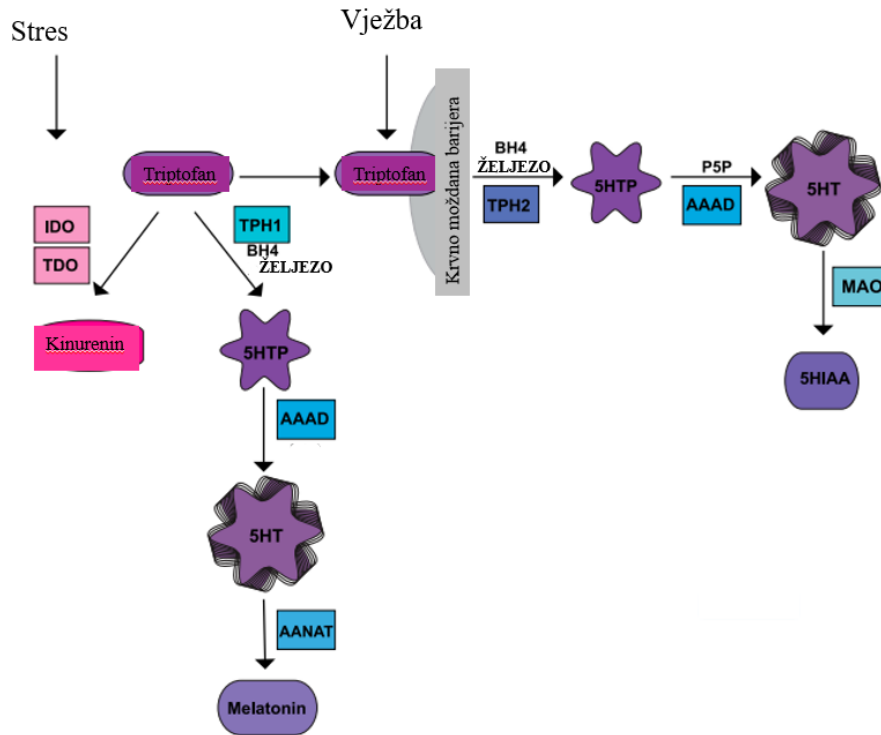 Stres
Vježba
Triptofan
Triptofan
Krvno moždana barijera
BH4
ŽELJEZO
TPH2
5HTP
P5P
AAAD
5HT
IDO
TDO
TPH1
BH4
ŽELJEZO
MAO
Kinurenin
5HTP
5HIAA
AAAD
5HT
AANAT
Melatonin